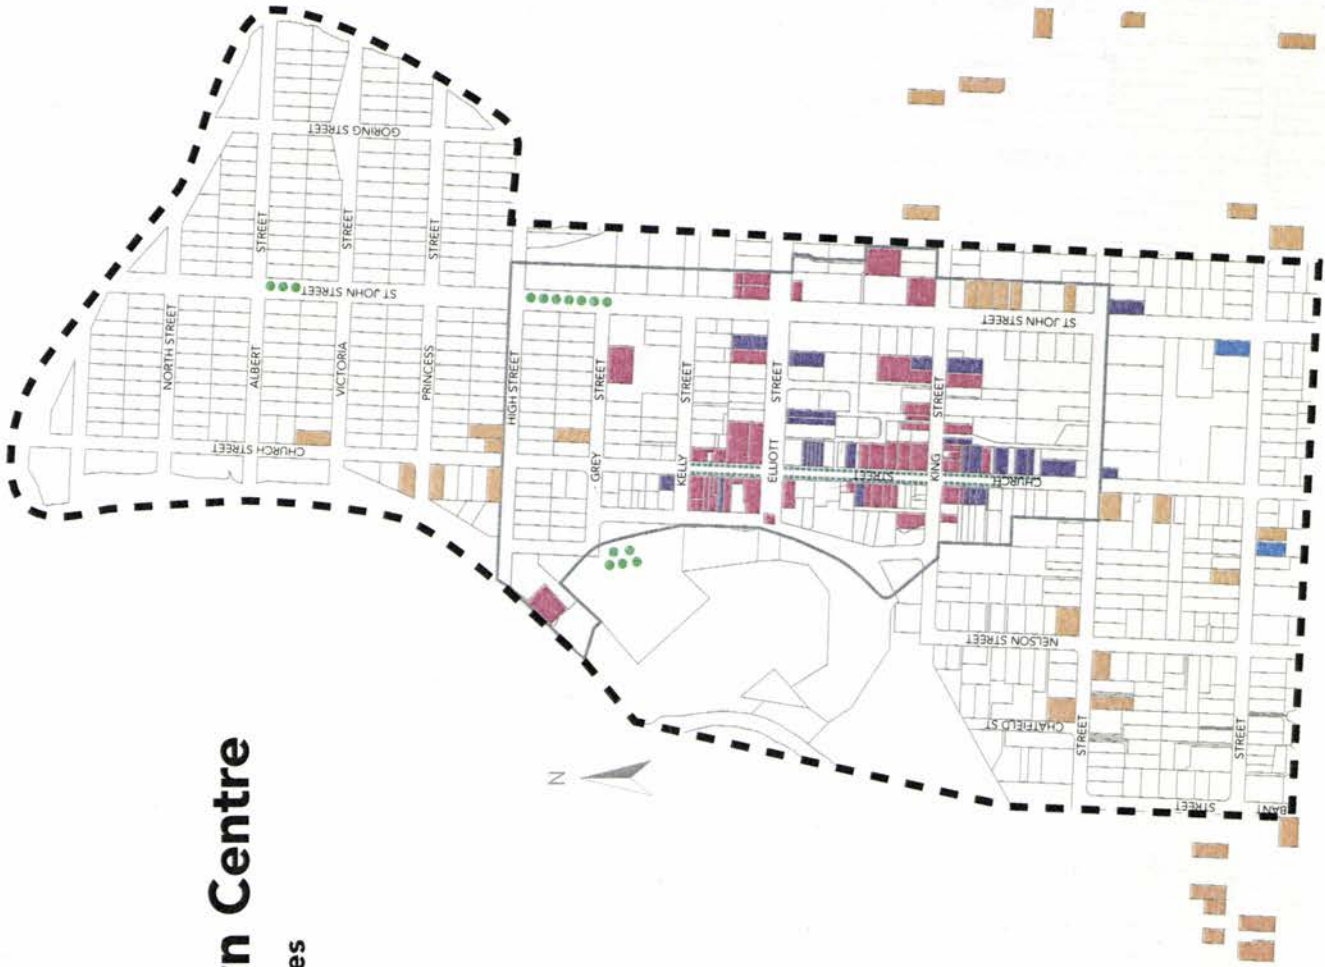 n Centre
es
N
GORING STREET
STREET
STREET
STREET
ST JOHN STREET
NORTH STREET
ALBERT
VICTORIA
PRINCESS
HIGH STREET
CHURCH STREET
STREET
STREET
STREET
STREET
ST JOHN STREET
GREY
KELLY
ELLIOTT
STREET
KING
CHURCH
NELSON STREET
CHATFIELD ST
STREET
STREET
STREET
BANT